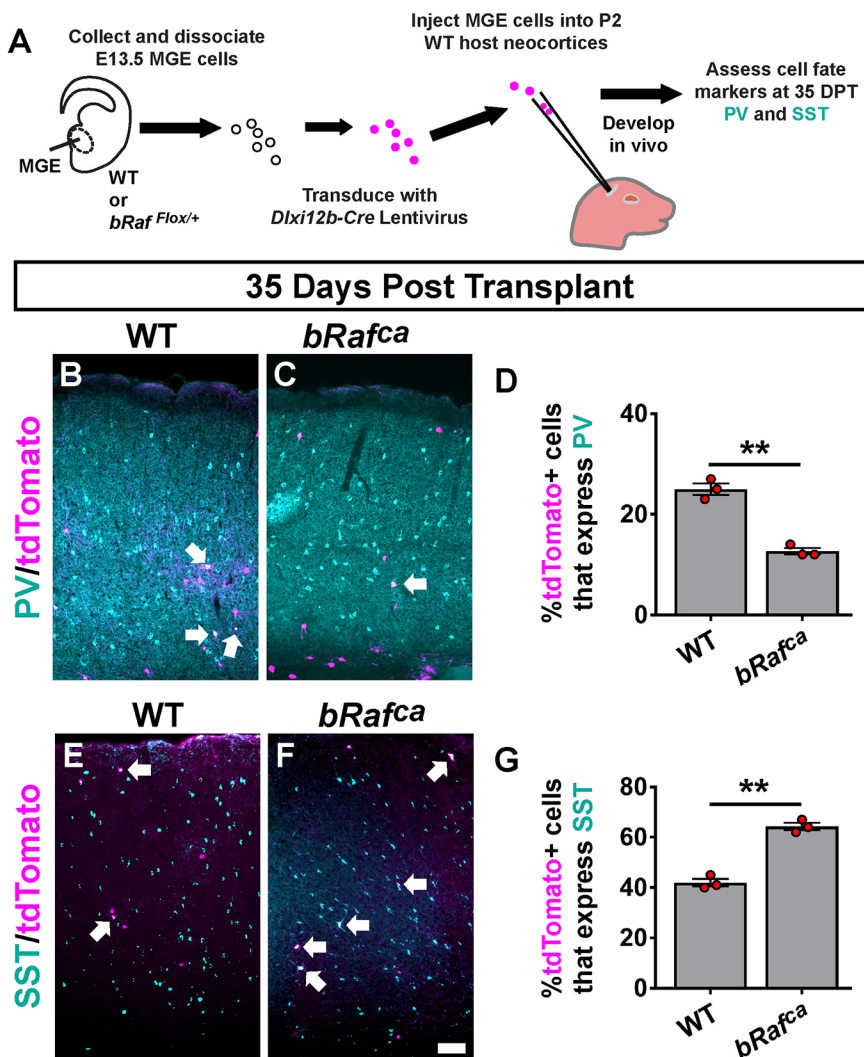 A
Collect and dissociate
E13.5 MGE cells
MGE
WT
or
bRaf Flox/+
Transduce with
Dlxi12b-Cre Lentivirus
Inject MGE cells into P2
WT host neocortices
Develop
in vivo
Assess cell fate
markers at 35 DPT
PV and SST
35 Days Post Transplant
WT
bRafca
PV/tdTomato
B
C
D
%tdTomato+ cells
that express PV
40
20
0
**
WT
bRafca
WT
bRafca
SST/tdTomato
E
F
G
%tdTomato+ cells
that express SST
80
60
40
20
0
**
WT
bRafca